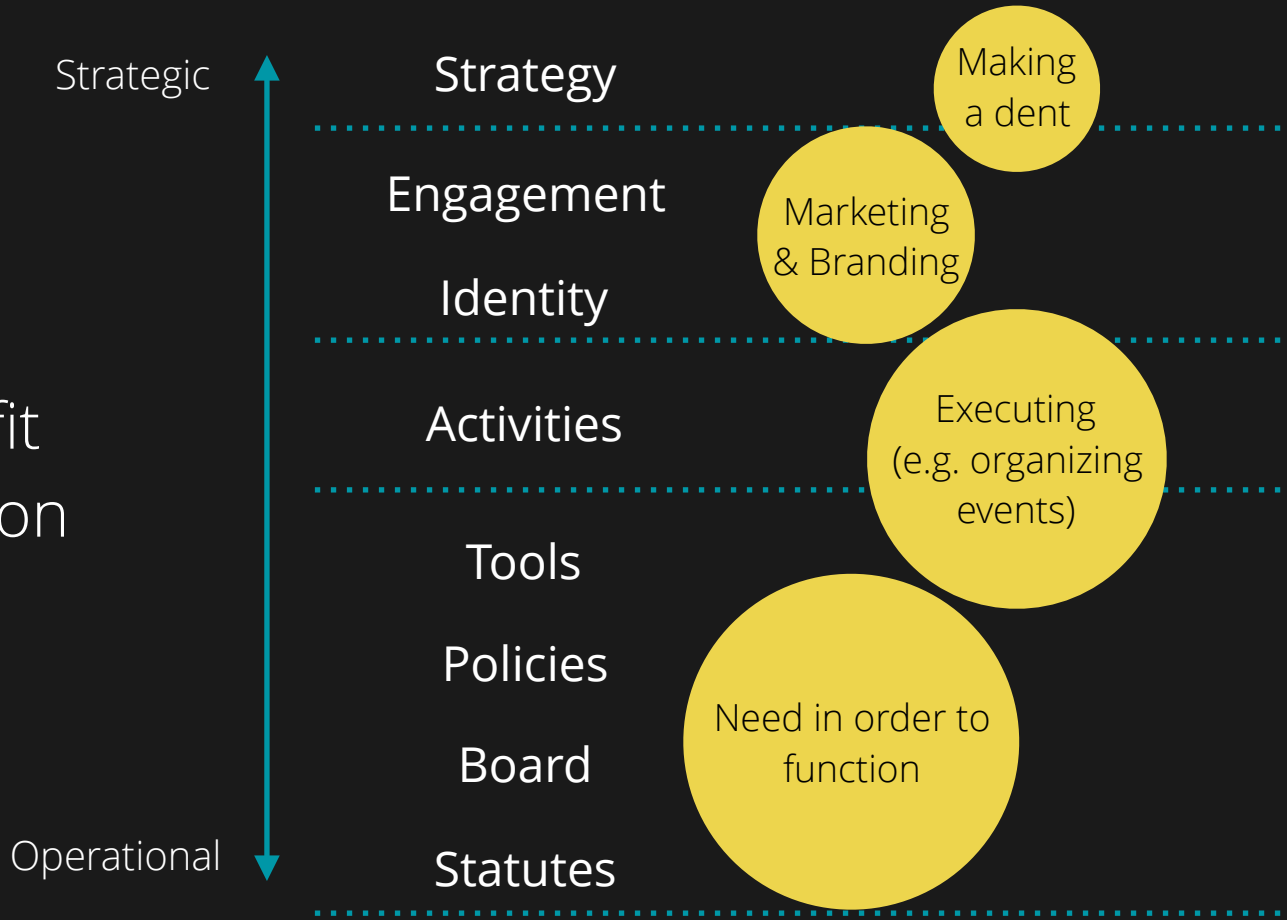 Strategic
Strategy
Making
a dent
Engagement
Marketing
& Branding
Identity
fit
on
Activities
Executing
(e.g. organizing
events)
Tools
Policies
Need in order to
function
Board
Operational
Statutes